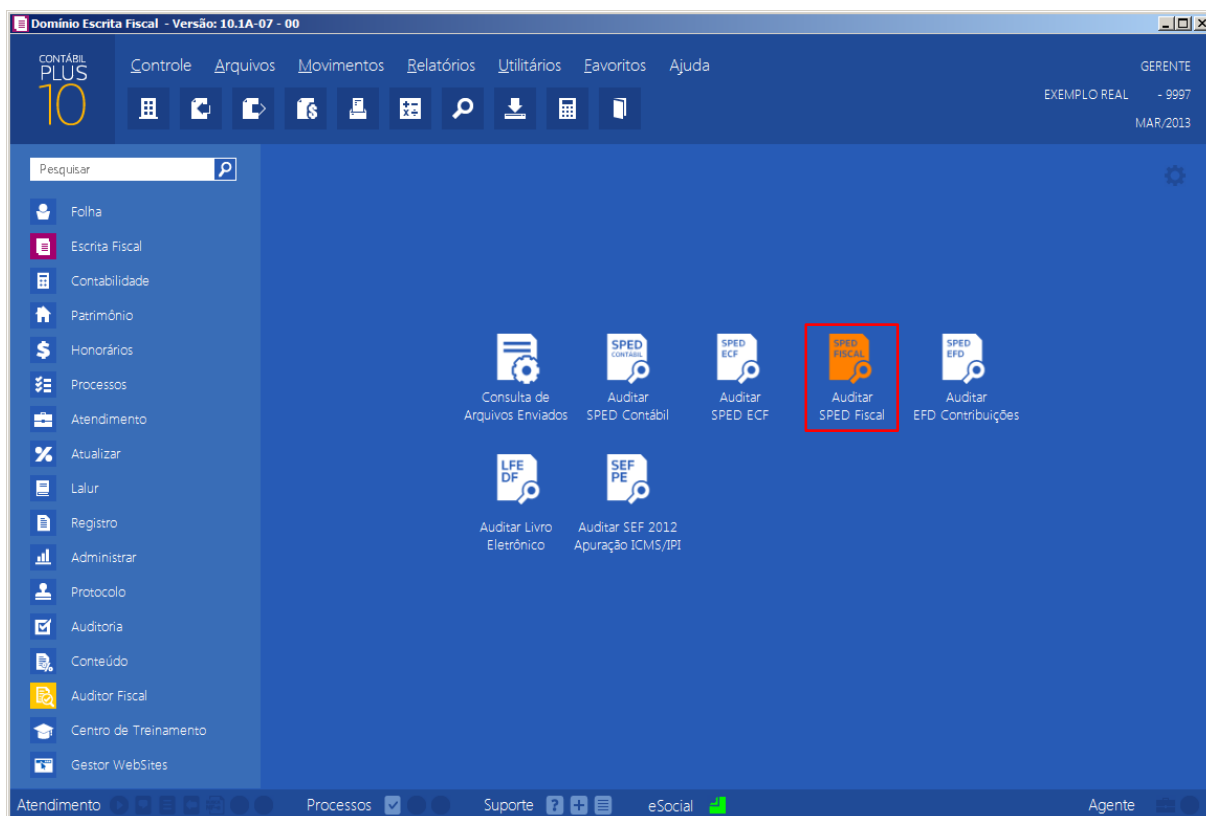 Domínio Escrita Fiscal - Versão: 10.1A-07 - 00
CONTÁBIL
PLUS
10
Controle Arquivos Movimentos Relatórios Utilitários Favoritos Ajuda
GERENTE
EXEMPLO REAL - 9997
MAR/2013
Pesquisar
Folha
Escrita Fiscal
Contabilidade
Patrimônio
Honorários
Processos
Atendimento
Atualizar
Lalur
Registro
Administrar
Protocolo
Auditoria
Conteúdo
Auditor Fiscal
Centro de Treinamento
Gestor WebSites
Consulta de
Arquivos Enviados
SPED
CONTÁBIL
Auditar
SPED Contábil
SPED
ECF
Auditar
SPED ECF
SPED
FISCAL
Auditar
SPED Fiscal
SPED
EFD
Auditar
EFD Contribuições
LFE
DF
Auditar Livro
Eletrônico
SEF
PE
Auditar SEF 2012
Apuração ICMS/IPI
Atendimento Processos Suporte eSocial Agente